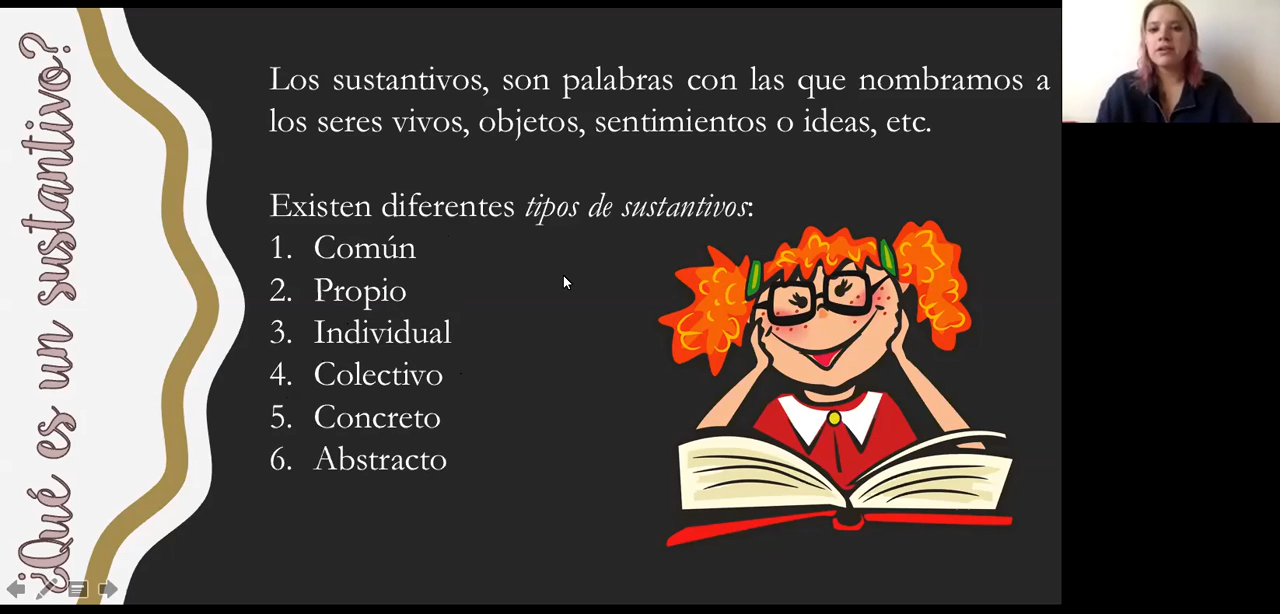 ¿Qué es un sustantivo?
Los sustantivos, son palabras con las que nombramos a
los seres vivos, objetos, sentimientos o ideas, etc.
Existen diferentes tipos de sustantivos:
1. Común
2. Propio
3. Individual
4. Colectivo
5. Concreto
6. Abstracto